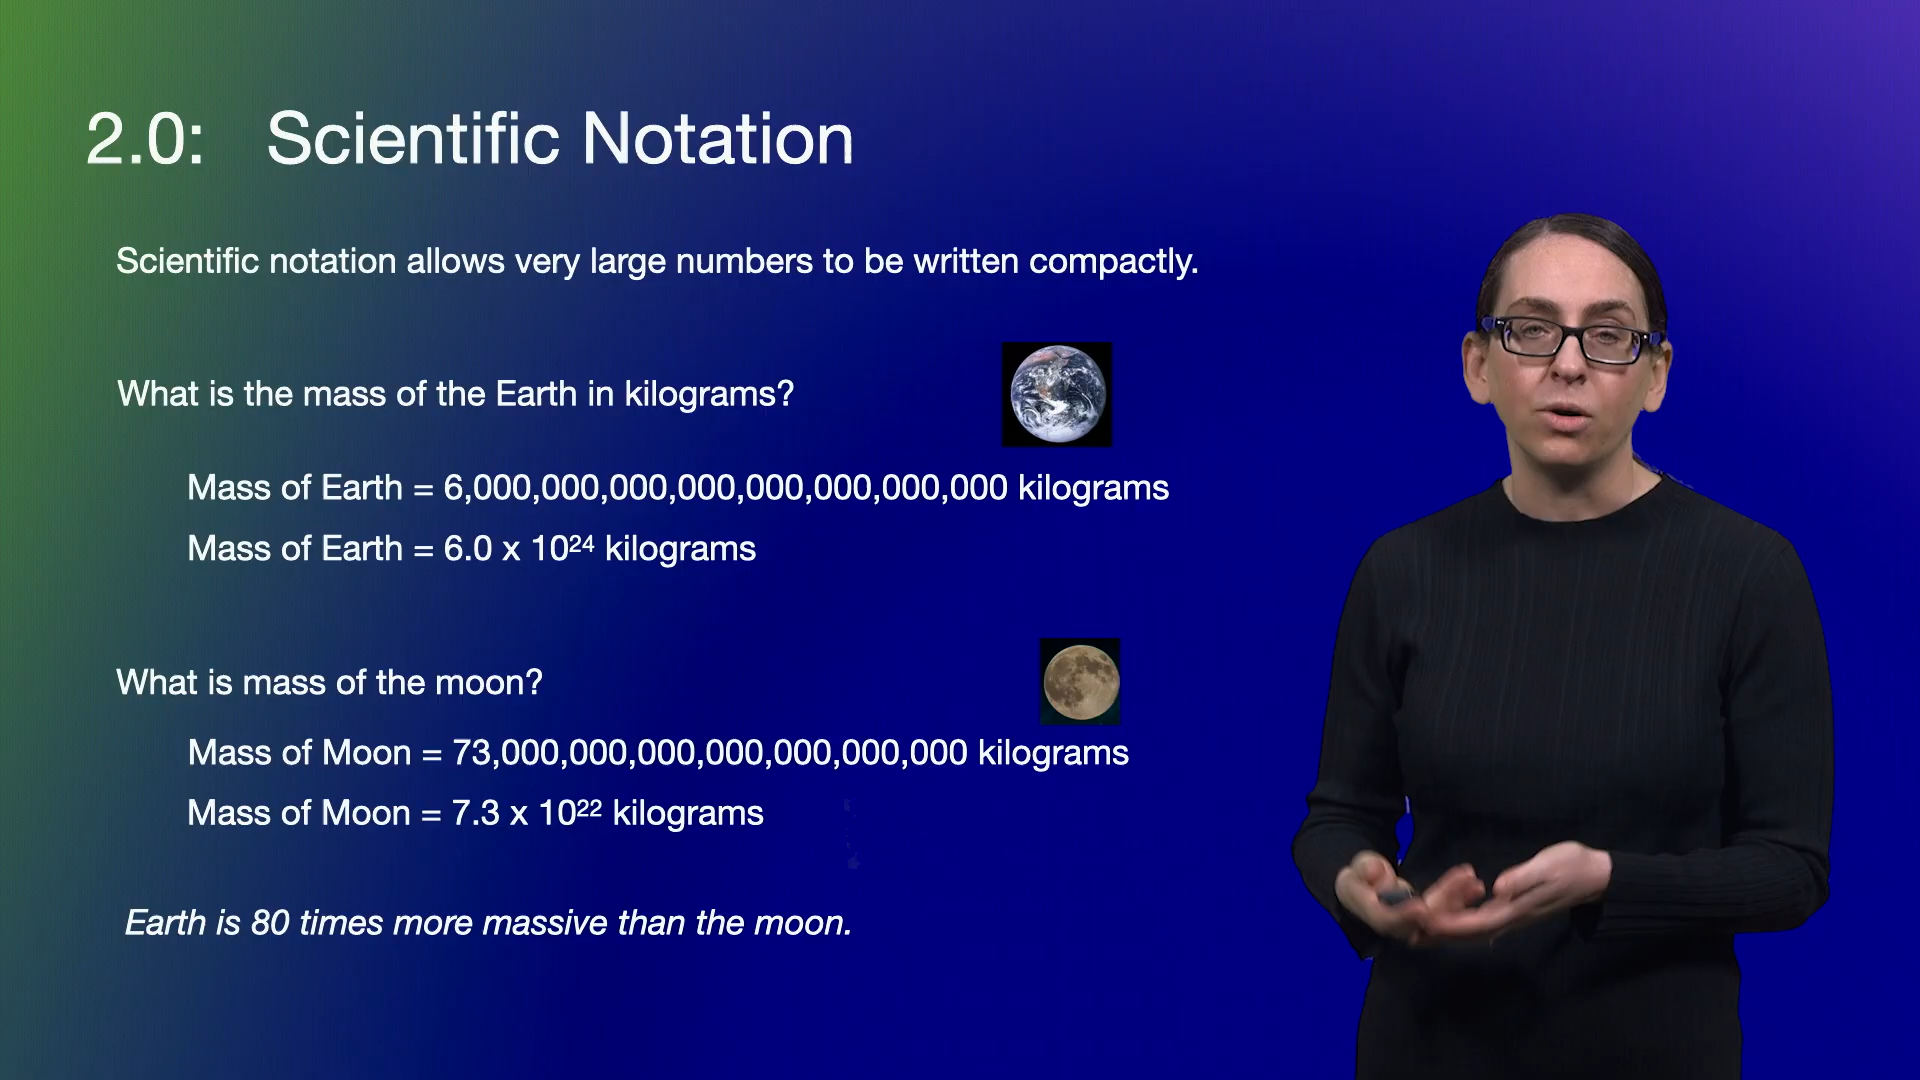 2.0: Scientific Notation
Scientific notation allows very large numbers to be written compactly.
What is the mass of the Earth in kilograms?
Mass of Earth = 6,000,000,000,000,000,000,000,000 kilograms
Mass of Earth = 6.0 x 10²⁴ kilograms
What is mass of the moon?
Mass of Moon = 73,000,000,000,000,000,000,000 kilograms
Mass of Moon = 7.3 x 10²² kilograms
Earth is 80 times more massive than the moon.